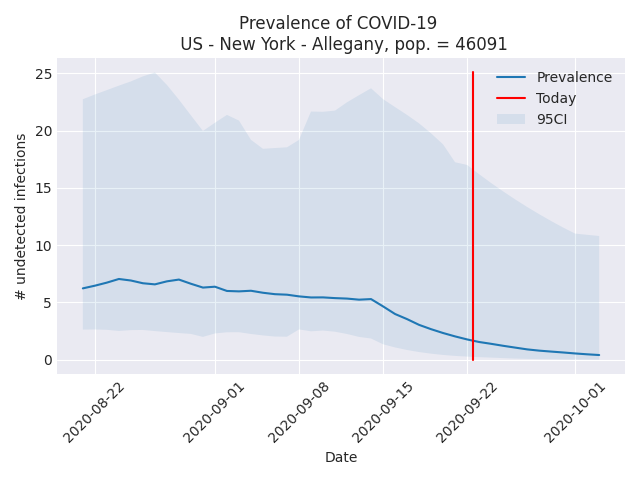 Prevalence of COVID-19
US - New York - Allegany, pop. = 46091
# undetected infections
25
20
15
10
5
0
Prevalence
Today
95CI
2020-08-22
2020-09-01
2020-09-08
2020-09-15
2020-09-22
2020-10-01
Date